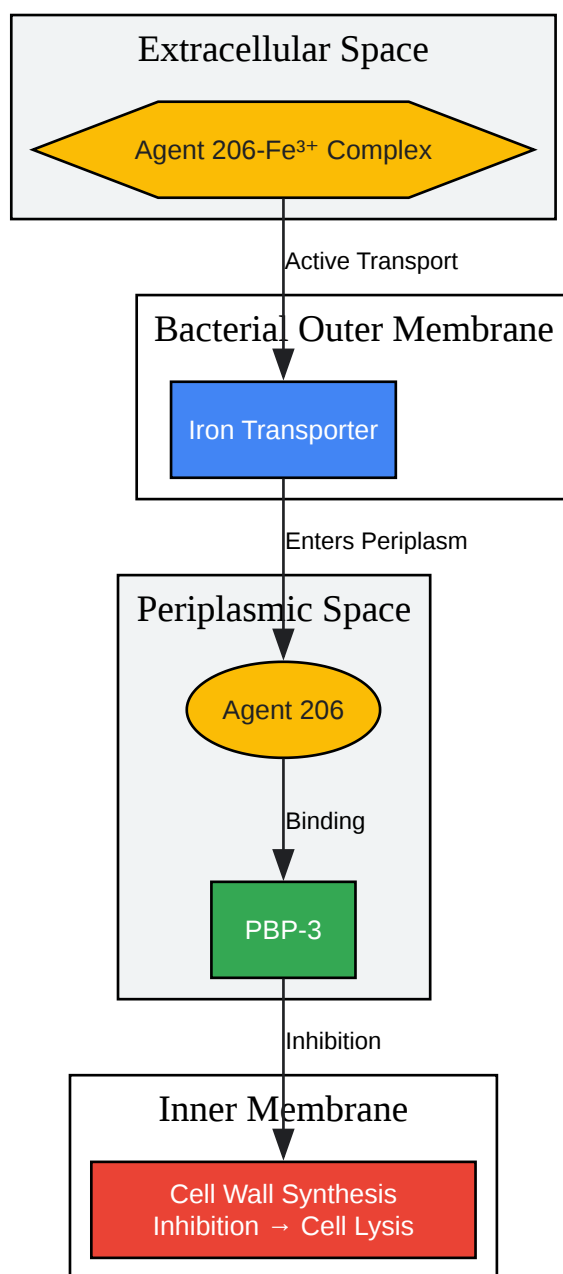 Extracellular Space
Agent 206-Fe³⁺ Complex
Active Transport
Bacterial Outer Membrane
Iron Transporter
Enters Periplasm
Periplasmic Space
Agent 206
Binding
PBP-3
Inhibition
Inner Membrane
Cell Wall Synthesis
Inhibition → Cell Lysis